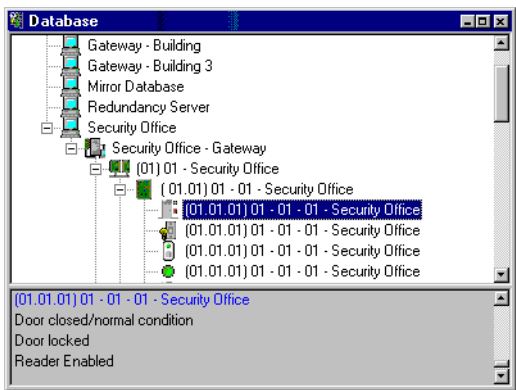 Database
Gateway - Building
Gateway - Building 3
Mirror Database
Redundancy Server
Security Office
Security Office - Gateway
(01) 01 - Security Office
( 01.01) 01 - 01 - Security Office
(01.01.01) 01 - 01 - 01 - Security Office
(01.01.01) 01 - 01 - 01 - Security Office
(01.01.01) 01 - 01 - 01 - Security Office
(01.01.01) 01 - 01 - 01 - Security Office
(01.01.01) 01 - 01 - 01 - Security Office
Door closed/normal condition
Door locked
Reader Enabled